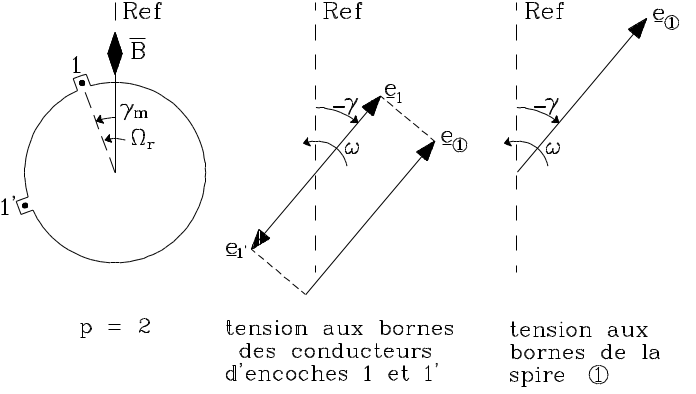 Ref
B̅
1
γm
Ωr
1'
p = 2
Ref
e1
-γ
e①
ω
e1'
tension aux bornes
des conducteurs
d'encoches 1 et 1'
Ref
e①
-γ
ω
tension aux
bornes de la
spire ①